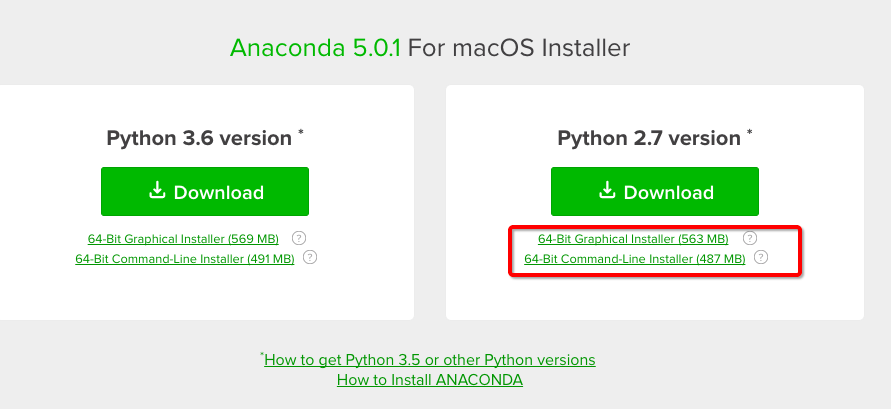 Anaconda 5.0.1 For macOS Installer
Python 3.6 version *
Download
64-Bit Graphical Installer (569 MB) ?
64-Bit Command-Line Installer (491 MB) ?
Python 2.7 version *
Download
64-Bit Graphical Installer (563 MB) ?
64-Bit Command-Line Installer (487 MB) ?
*How to get Python 3.5 or other Python versions
How to Install ANACONDA